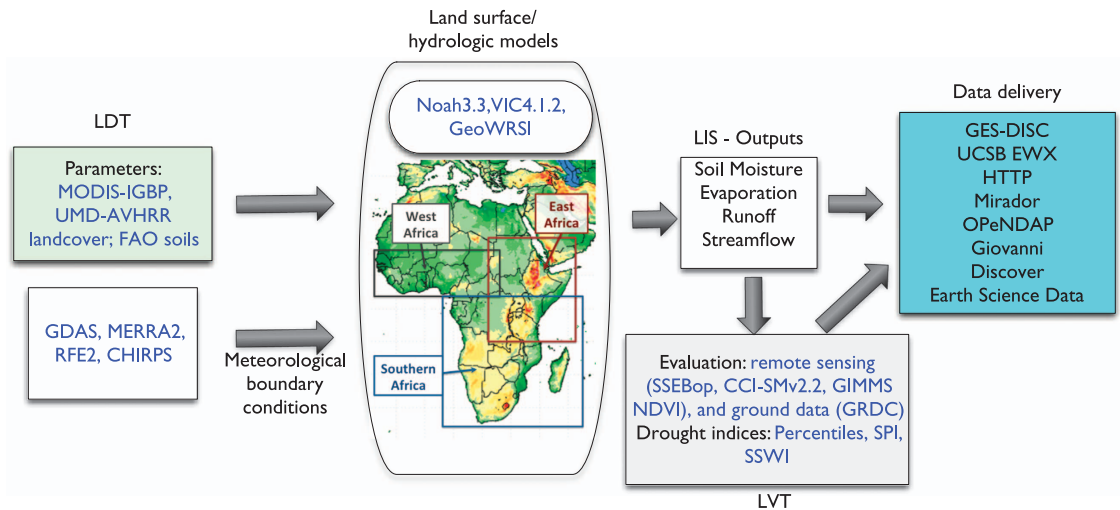 LDT
Parameters:
MODIS-IGBP,
UMD-AVHRR
landcover; FAO soils
GDAS, MERRA2,
RFE2, CHIRPS
Meteorological
boundary
conditions
Land surface/
hydrologic models
Noah3.3,VIC4.1.2,
GeoWRSI
West
Africa
East
Africa
Southern
Africa
LIS - Outputs
Soil Moisture
Evaporation
Runoff
Streamflow
Evaluation: remote sensing
(SSEBop, CCI-SMv2.2, GIMMS
NDVI), and ground data (GRDC)
Drought indices: Percentiles, SPI,
SSWI
LVT
Data delivery
GES-DISC
UCSB EWX
HTTP
Mirador
OPeNDAP
Giovanni
Discover
Earth Science Data